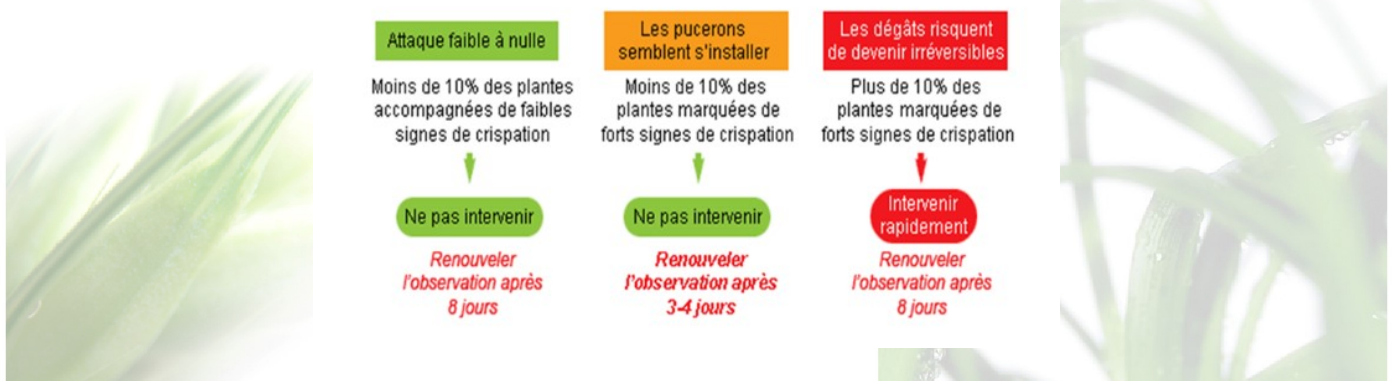 Attaque faible à nulle
Moins de 10% des plantes
accompagnées de faibles
signes de crispation
Ne pas intervenir
Renouveler
l'observation après
8 jours
Les pucerons
semblent s'installer
Moins de 10% des
plantes marquées de
forts signes de crispation
Ne pas intervenir
Renouveler
l'observation après
3-4 jours
Les dégâts risquent
de devenir irréversibles
Plus de 10% des
plantes marquées de
forts signes de crispation
Intervenir
rapidement
Renouveler
l'observation après
8 jours